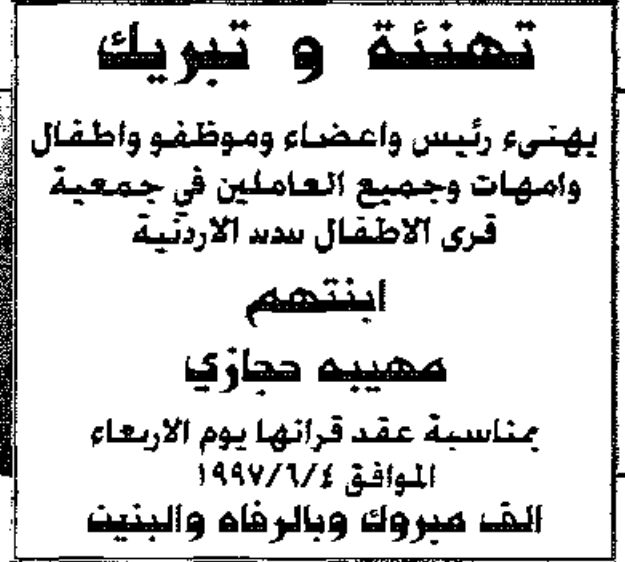 تهنئة و تبريك
يهنىء رئيس واعضاء وموظفو واطفال
وامهات وجميع العاملين في جمعية
قرى الاطفال SOS الاردنية
ابنتهم
مهيبه حجازي
بمناسبة عقد قرانها يوم الاربعاء
الموافق ١٩٩٧/٦/٤
الف مبروك وبالرفاه والبنين